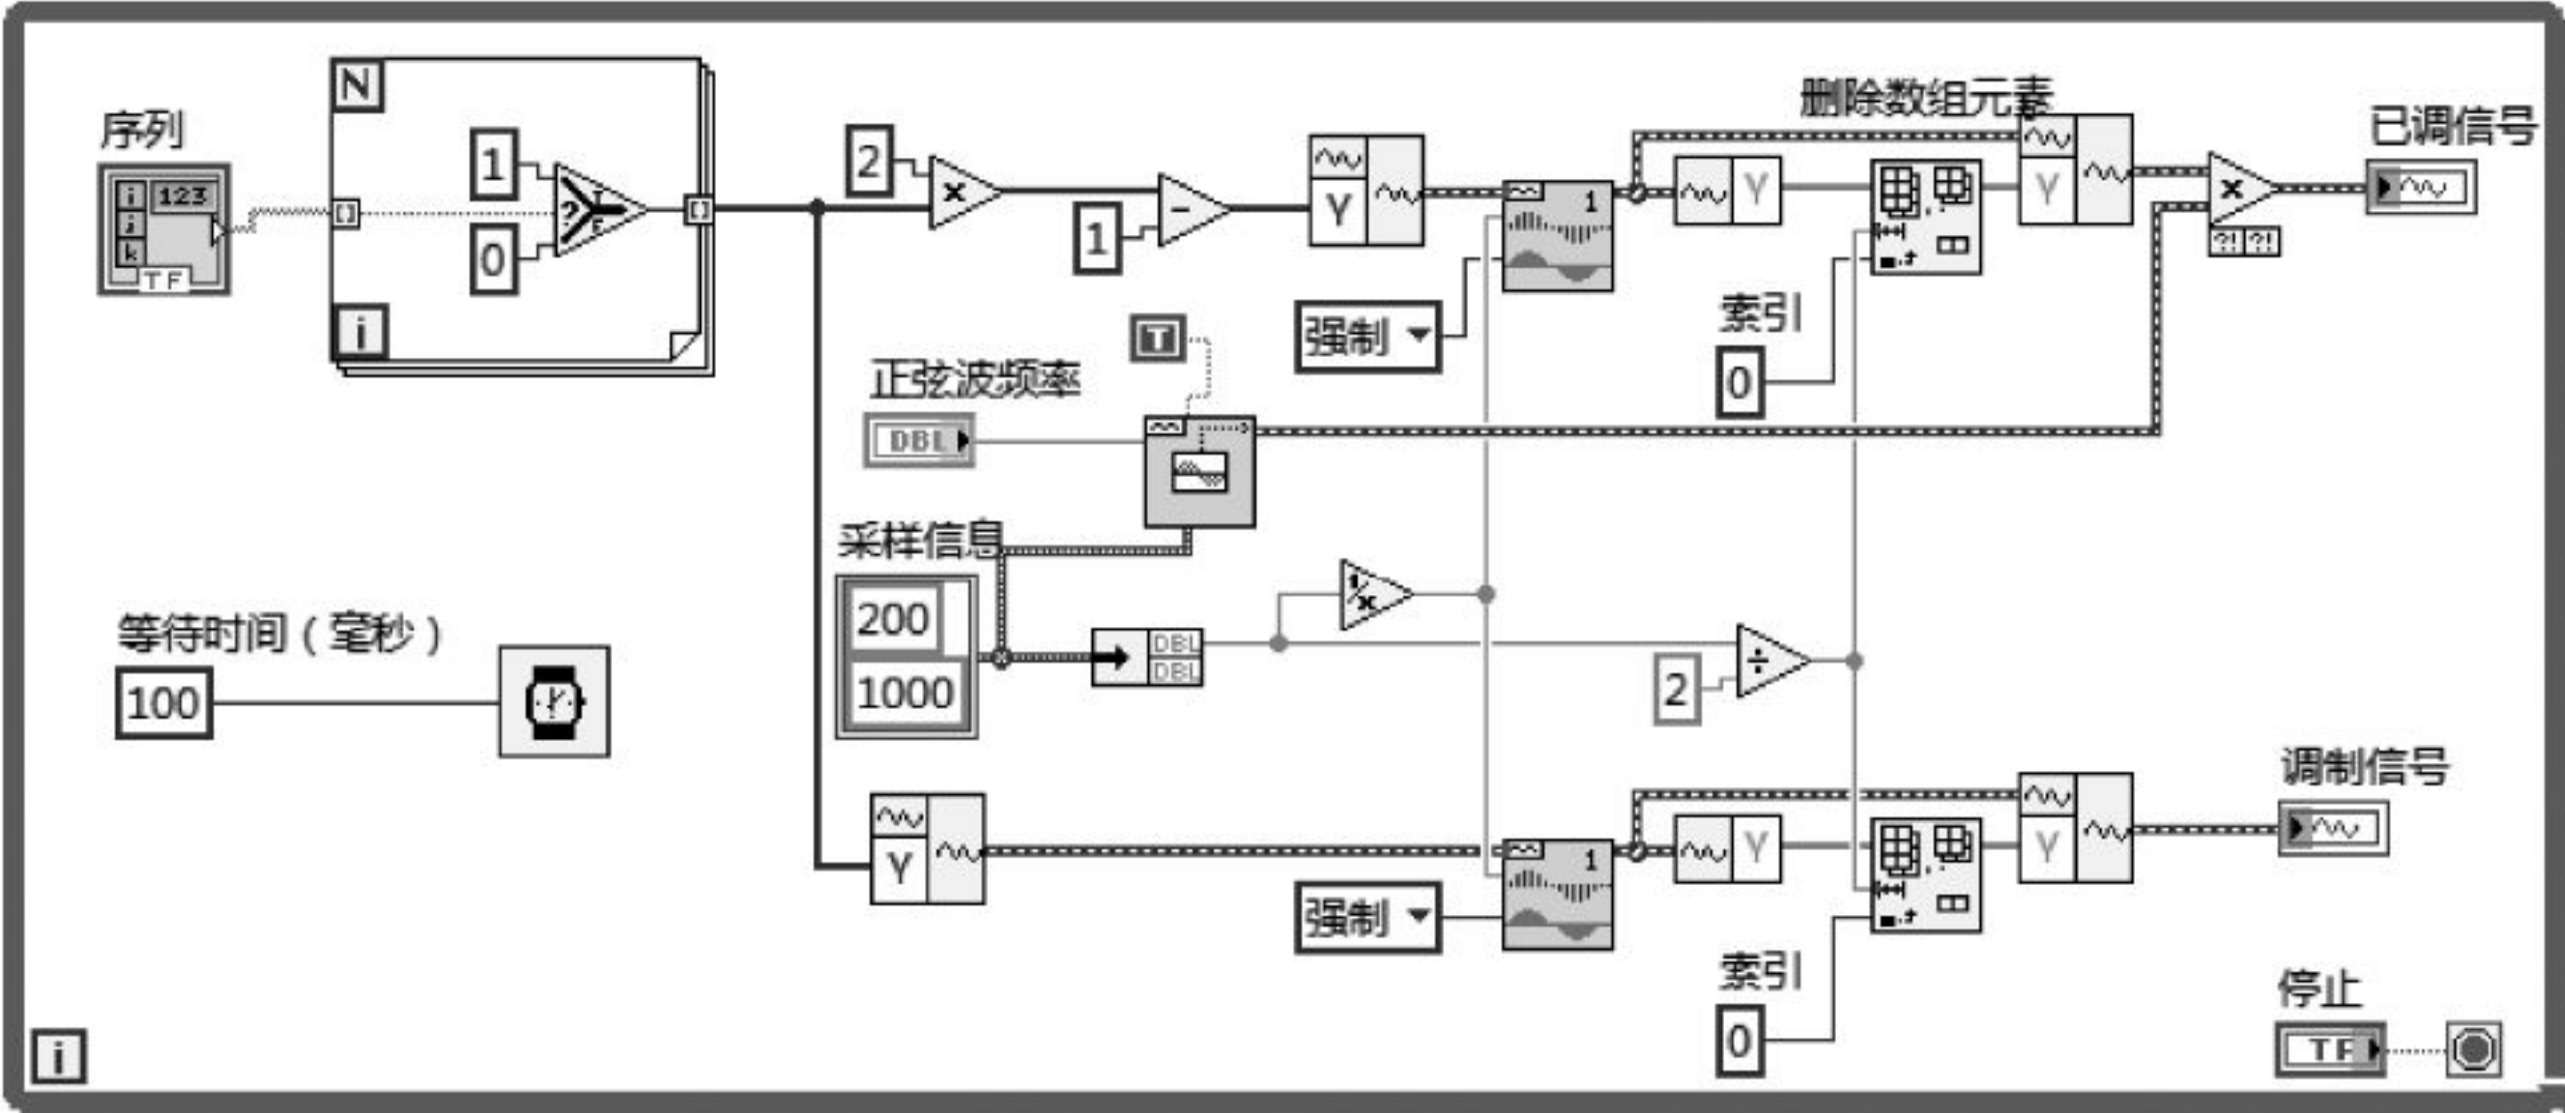 N
删除数组元素
序列
1
2
已调信号
i
123
j
k
TF
?
T
F
0
×
1
-
Y
1
Y
Y
×
?! ?!
i
强制
索引
0
T
正弦波频率
DBL
采样信息
200
1000
1/x
DBL
DBL
2
÷
等待时间（毫秒）
100
调制信号
Y
1
Y
Y
强制
索引
0
停止
TF
i